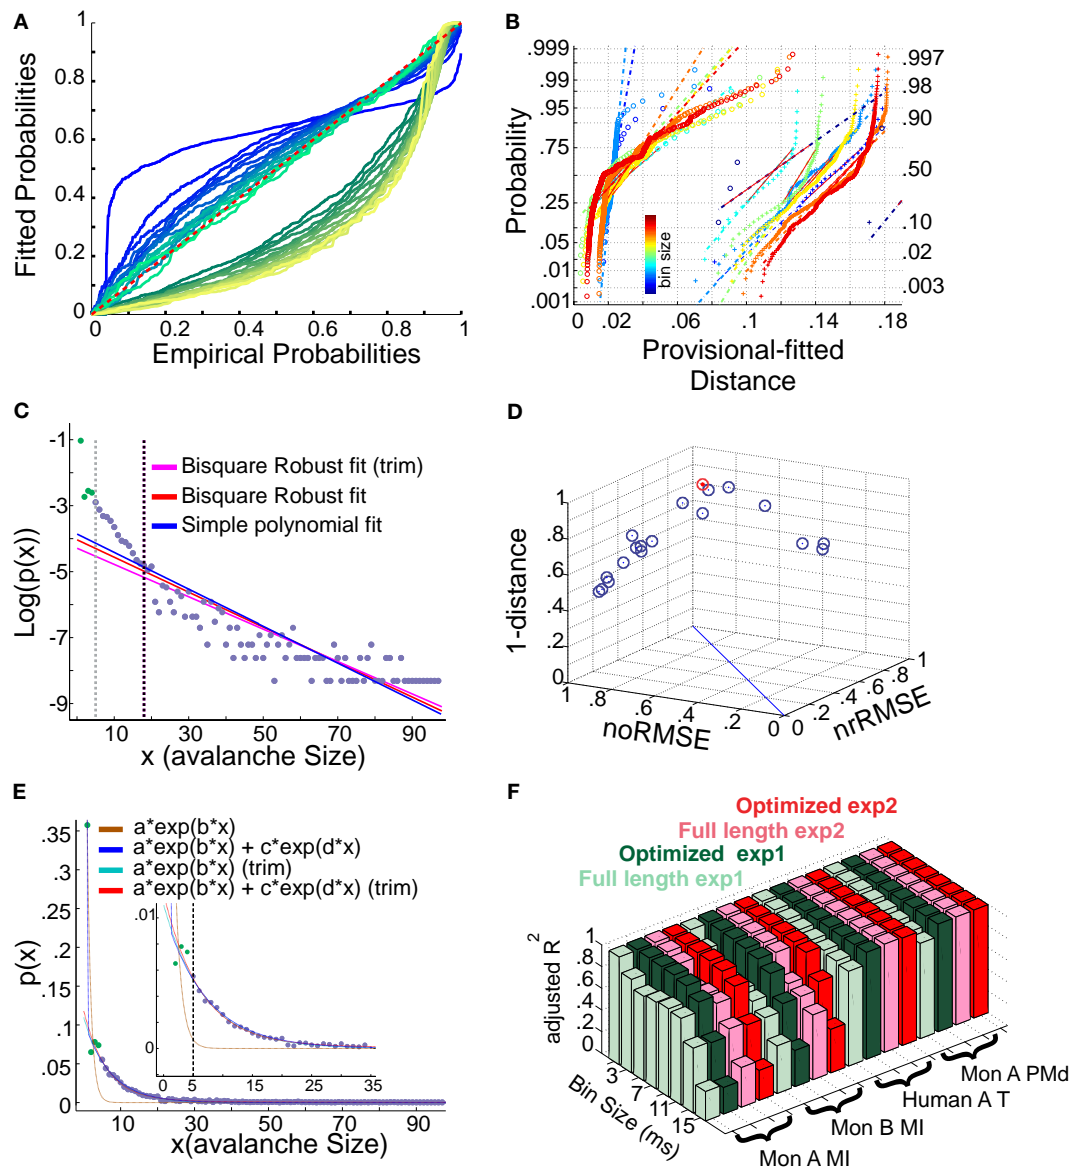 A
1
0.8
0.6
0.4
0.2
0
Fitted Probabilities
0
0.2
0.4
0.6
0.8
1
Empirical Probabilities
B
.999
.99
.95
.75
.25
.05
.01
.001
Probability
.997
.98
.90
.50
.10
.02
.003
bin size
0
.02
.06
.1
.14
.18
Provisional-fitted
Distance
C
-1
-3
-5
-7
-9
Log(p(x))
Bisquare Robust fit (trim)
Bisquare Robust fit
Simple polynomial fit
10
30
50
70
90
x (avalanche Size)
D
1
.8
.6
.4
.2
0
1-distance
1
.8
.6
.4
.2
0
noRMSE
0
.2
.4
.6
.8
1
nrRMSE
E
.35
.3
.25
.2
.15
.1
0.05
0
p(x)
a*exp(b*x)
a*exp(b*x) + c*exp(d*x)
a*exp(b*x) (trim)
a*exp(b*x) + c*exp(d*x) (trim)
.01
0
0
5
15
25
35
10
30
50
70
90
x(avalanche Size)
F
Optimized exp2
Full length exp2
Optimized exp1
Full length exp1
adjusted R2
1
.8
.6
.4
.2
0
3
7
11
15
Bin Size (ms)
Mon A PMd
Human A T
Mon B MI
Mon A MI